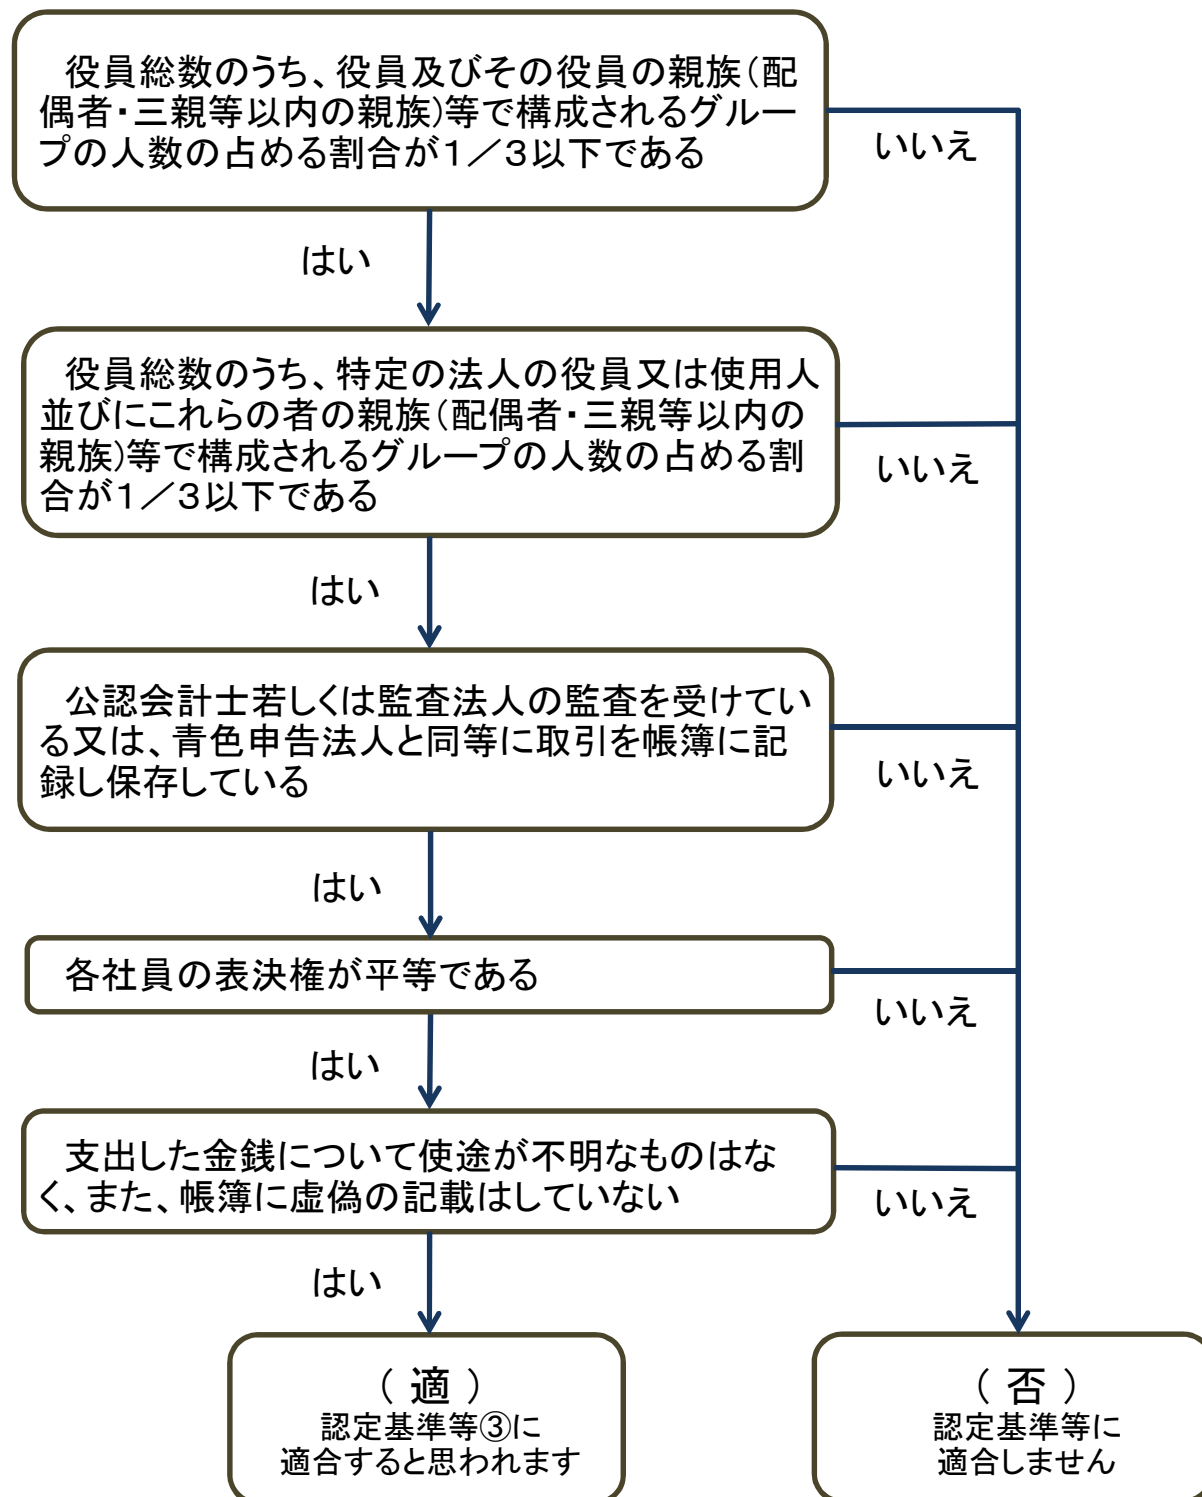 役員総数のうち、役員及びその役員の親族(配
偶者・三親等以内の親族)等で構成されるグルー
プの人数の占める割合が1/3以下である
いいえ
はい
役員総数のうち、特定の法人の役員又は使用人
並びにこれらの者の親族(配偶者・三親等以内の
親族)等で構成されるグループの人数の占める割
合が1/3以下である
いいえ
はい
公認会計士若しくは監査法人の監査を受けてい
る又は、青色申告法人と同等に取引を帳簿に記
録し保存している
いいえ
はい
各社員の表決権が平等である
いいえ
はい
支出した金銭について使途が不明なものはな
く、また、帳簿に虚偽の記載はしていない
いいえ
はい
( 適 )
認定基準等③に
適合すると思われます
( 否 )
認定基準等に
適合しません